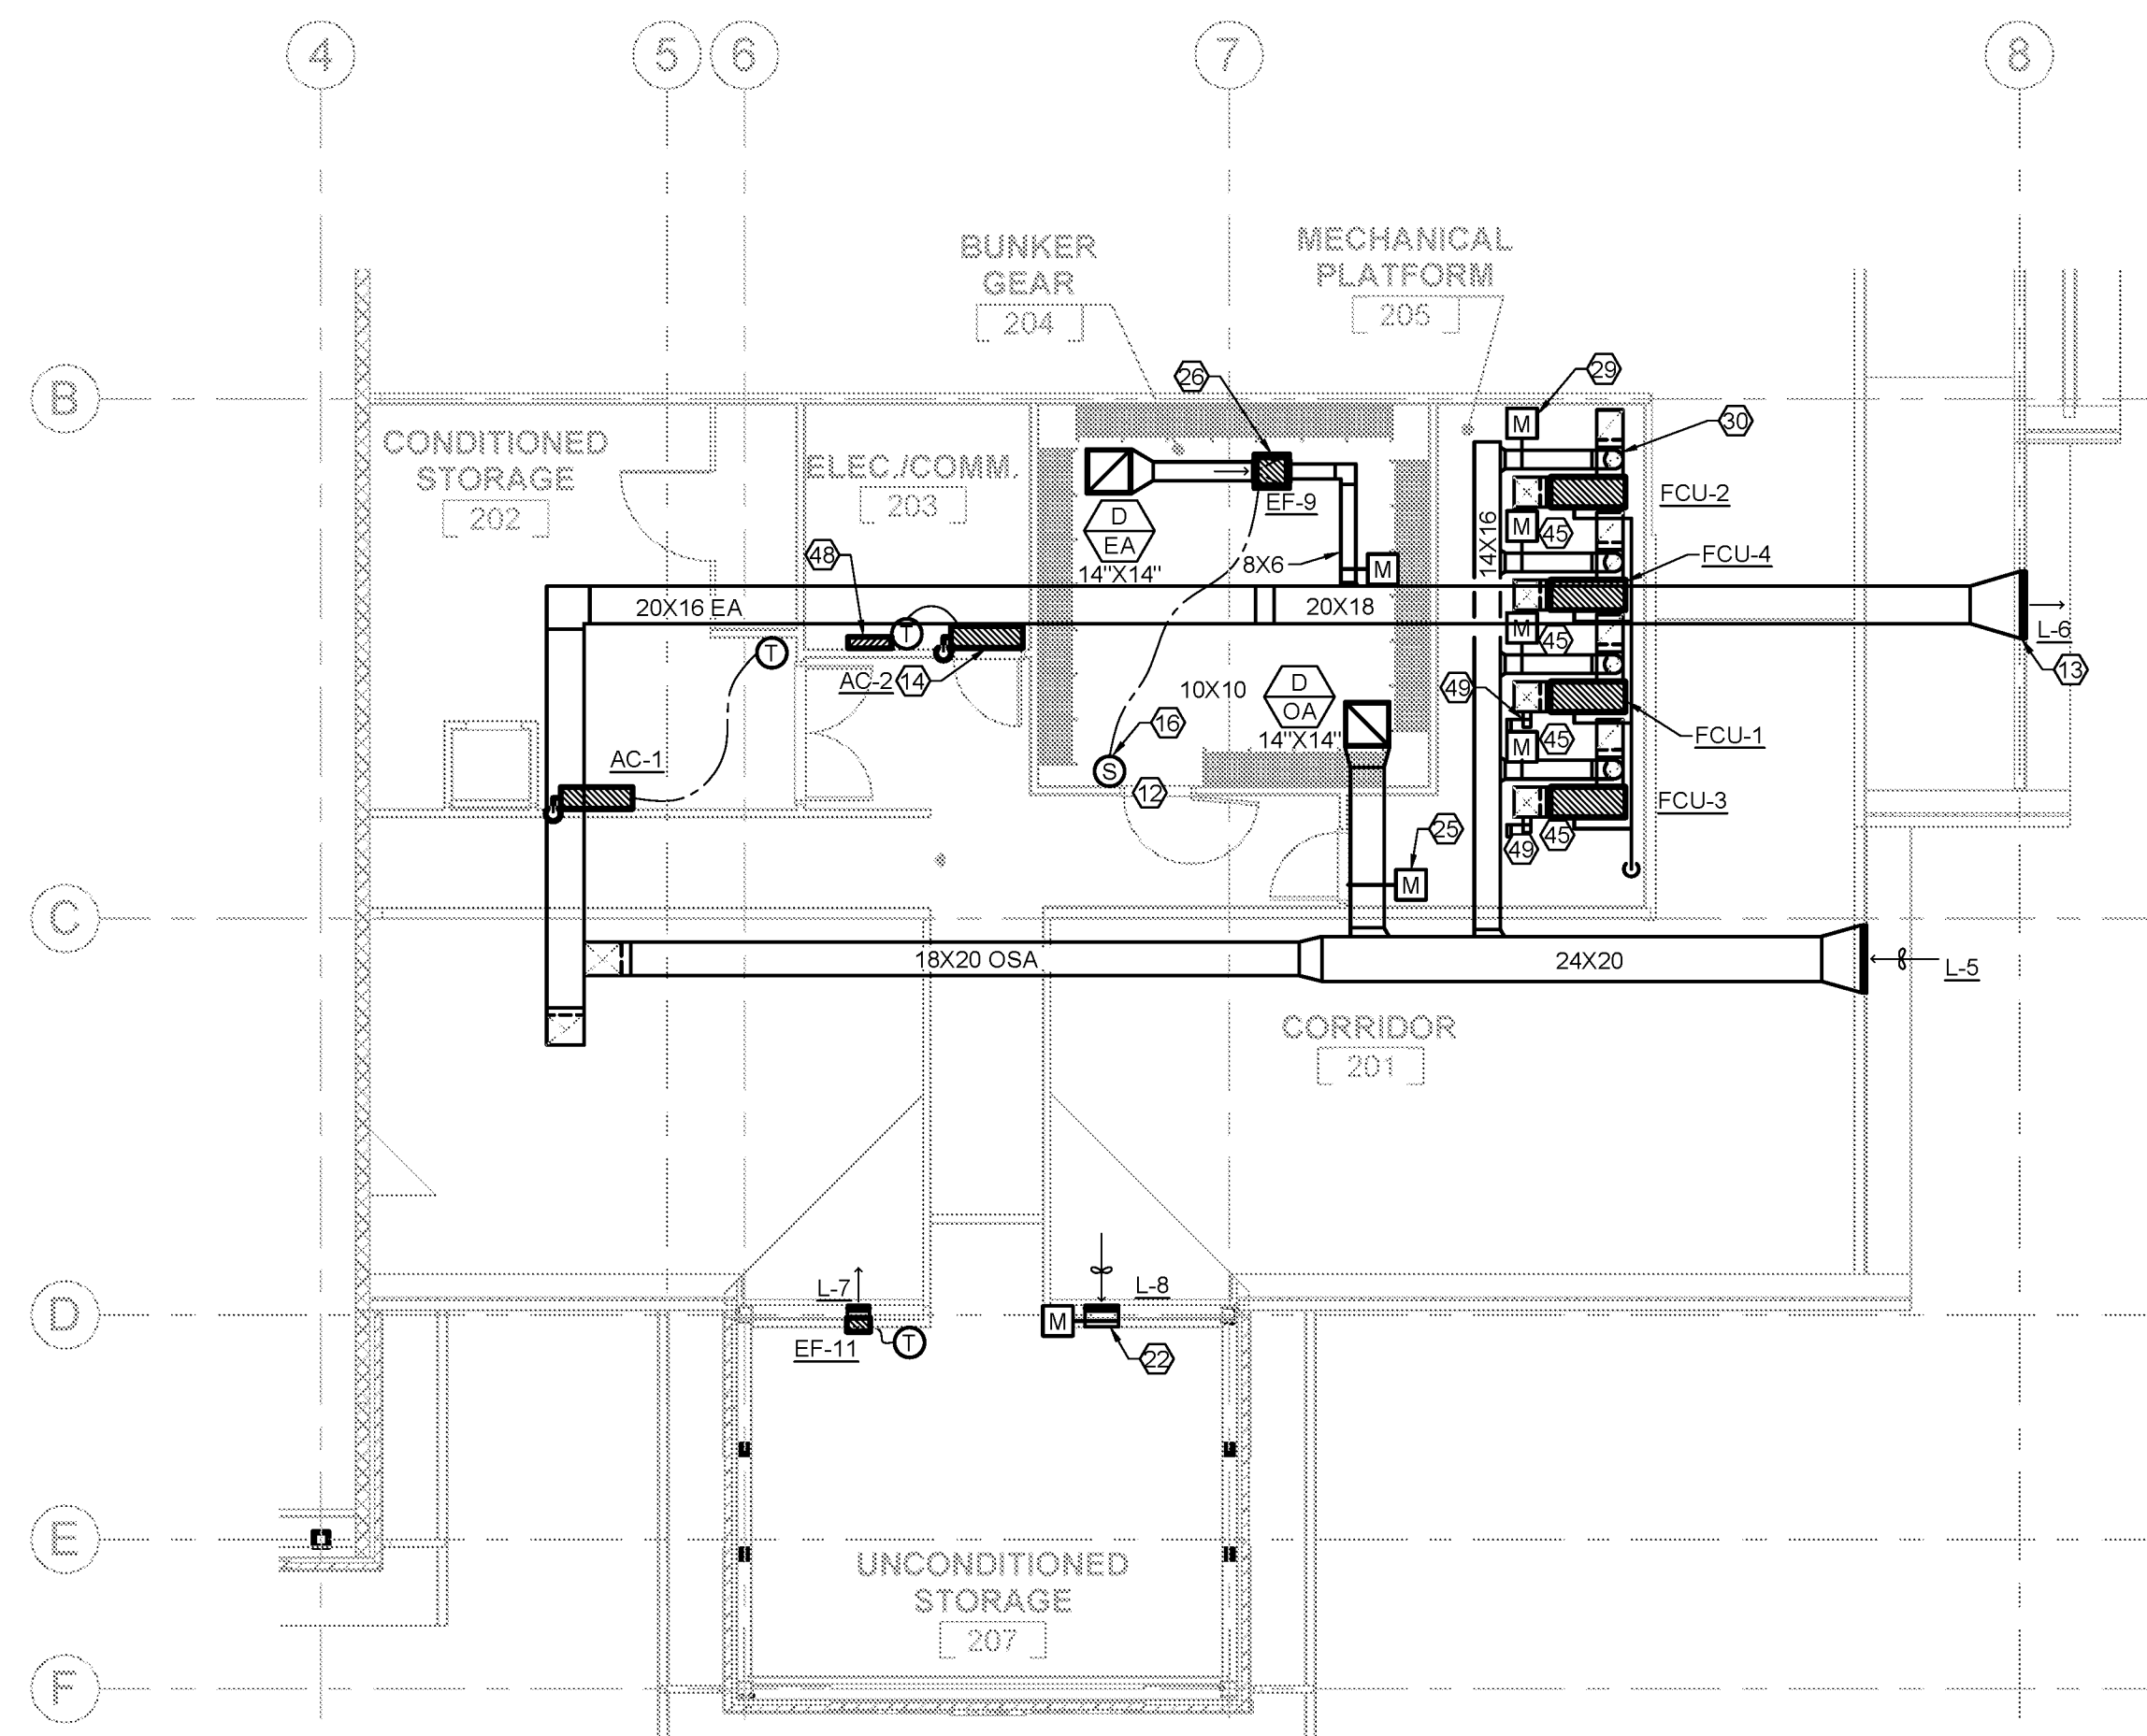 4
5
6
7
8
B
C
D
E
F
BUNKER
GEAR
204
MECHANICAL
PLATFORM
205
26
29
30
M
CONDITIONED
STORAGE
202
ELEC./COMM.
203
EF-9
D
EA
14"X14"
8X6
M
48
T
20X16 EA
20X18
14X16
FCU-2
M
45
FCU-4
M
45
L-6
13
T
AC-2
14
10X10
D
OA
14"X14"
49
16
S
12
FCU-1
M
45
AC-1
FCU-3
45
49
25
M
18X20 OSA
24X20
L-5
CORRIDOR
201
L-7
L-8
M
EF-11
T
22
UNCONDITIONED
STORAGE
207